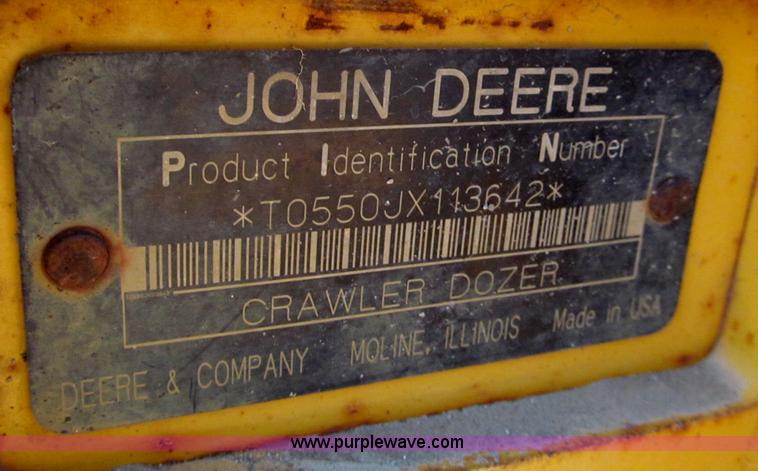 JOHN DEERE
Product Identification Number
*T0550JX113642*
CRAWLER DOZER
DEERE & COMPANY MOLINE, ILLINOIS Made in USA
www.purplewave.com